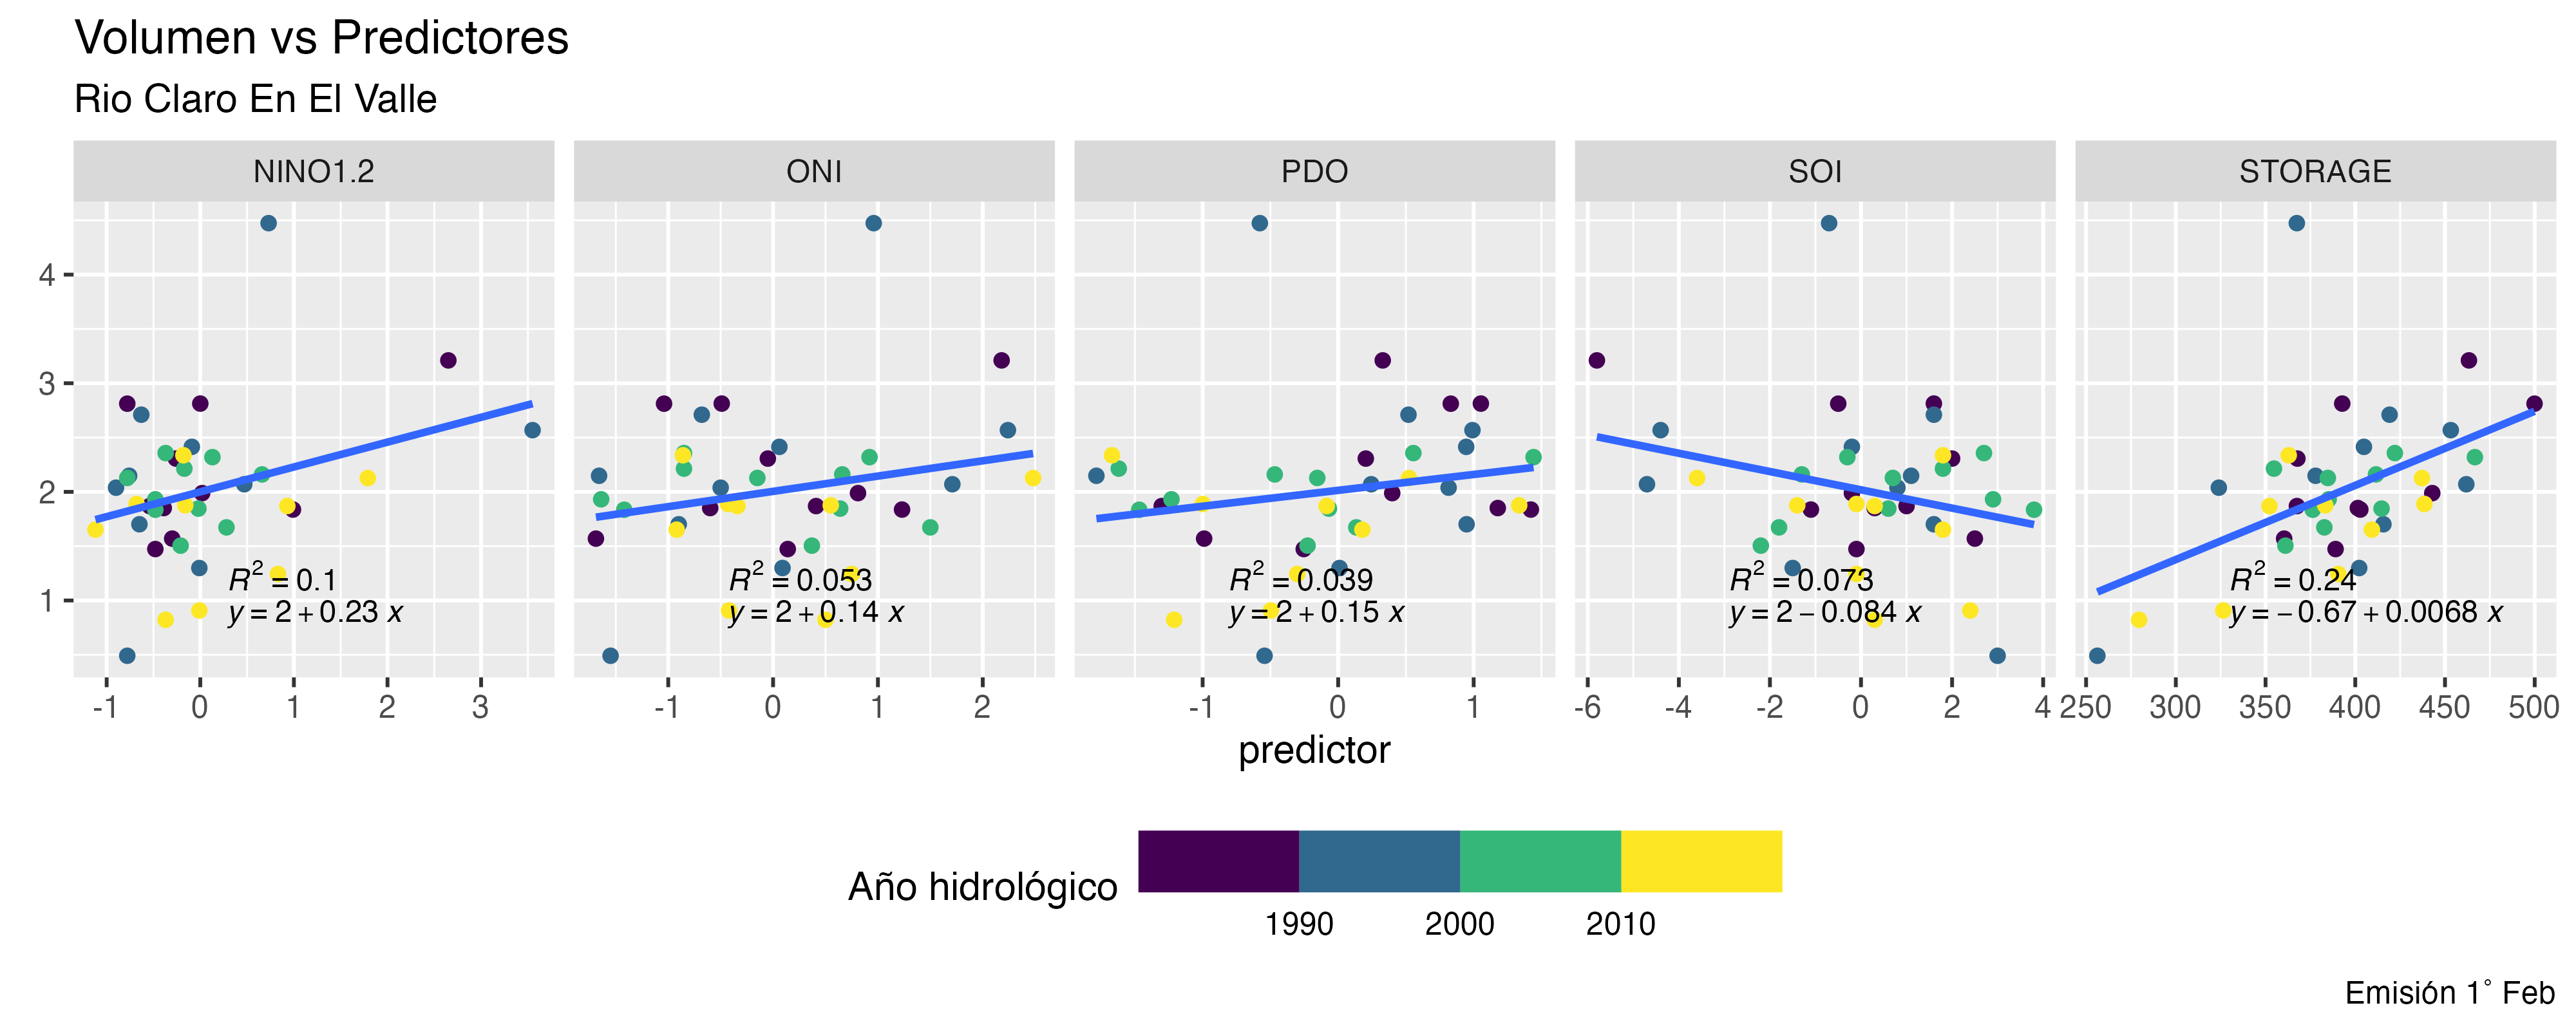 Volumen vs Predictores
Rio Claro En El Valle
NINO1.2 ONI PDO SOI STORAGE
4
3
2
1
R² = 0.1 R² = 0.053 R² = 0.039 R² = 0.073 R² = 0.24
y = 2 + 0.23 x y = 2 + 0.14 x y = 2 + 0.15 x y = 2 − 0.084 x y = − 0.67 + 0.0068 x
-1 0 1 2 3 -1 0 1 2 -1 0 1 -6 -4 -2 0 2 4 250 300 350 400 450 500
predictor
Año hidrológico
1990 2000 2010
Emisión 1° Feb